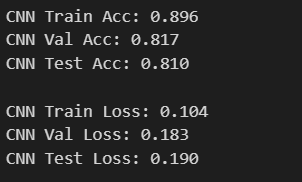 CNN Train Acc: 0.896
CNN Val Acc: 0.817
CNN Test Acc: 0.810

CNN Train Loss: 0.104
CNN Val Loss: 0.183
CNN Test Loss: 0.190